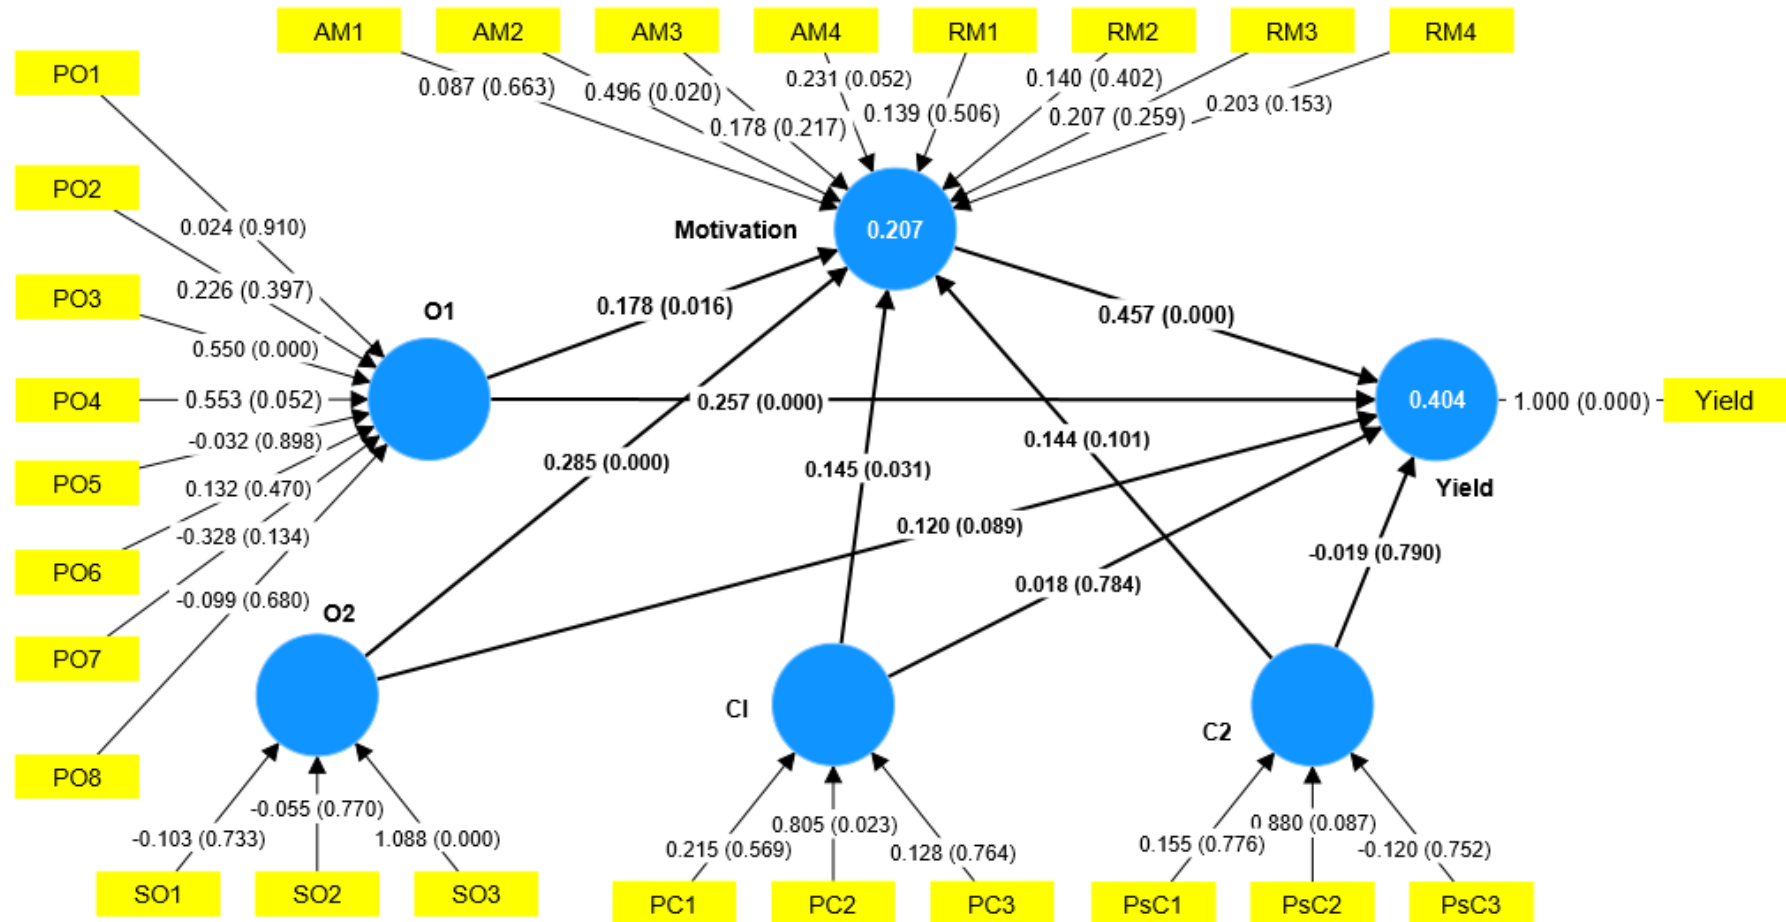 AM1
AM2
AM3
AM4
RM1
RM2
RM3
RM4
0.087 (0.663)
0.496 (0.020)
0.178 (0.217)
0.231 (0.052)
0.139 (0.506)
0.140 (0.402)
0.207 (0.259)
0.203 (0.153)
PO1
PO2
PO3
PO4
PO5
PO6
PO7
PO8
0.024 (0.910)
0.226 (0.397)
0.550 (0.000)
0.553 (0.052)
-0.032 (0.898)
0.132 (0.470)
-0.328 (0.134)
-0.099 (0.680)
Motivation
0.207
O1
0.178 (0.016)
0.457 (0.000)
0.257 (0.000)
0.404
1.000 (0.000)
Yield
Yield
0.285 (0.000)
0.145 (0.031)
0.144 (0.101)
0.120 (0.089)
0.018 (0.784)
-0.019 (0.790)
O2
CI
C2
-0.103 (0.733)
-0.055 (0.770)
1.088 (0.000)
0.215 (0.569)
0.805 (0.023)
0.128 (0.764)
0.155 (0.776)
0.880 (0.087)
-0.120 (0.752)
SO1
SO2
SO3
PC1
PC2
PC3
PsC1
PsC2
PsC3